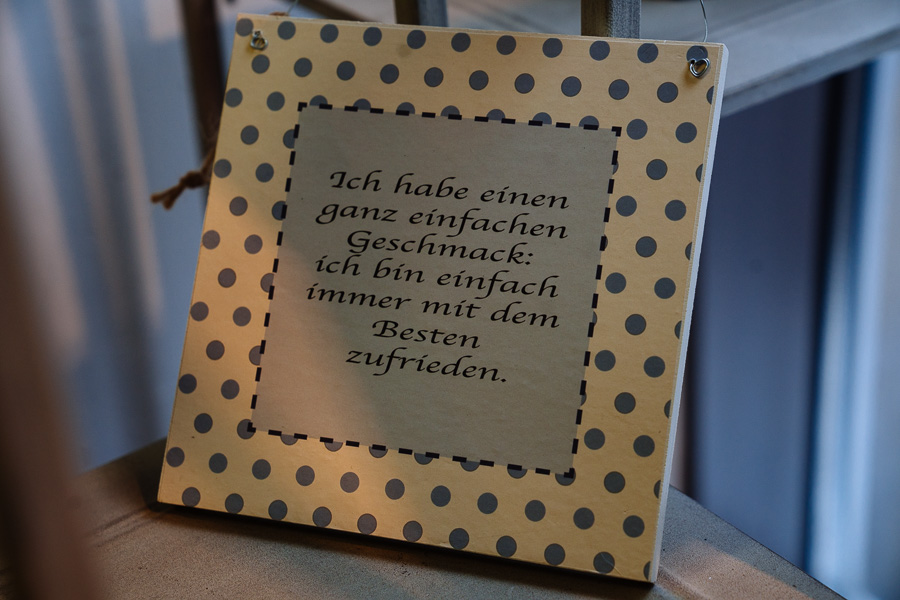 Ich habe einen
ganz einfachen
Geschmack:
ich bin einfach
immer mit dem
Besten
zufrieden.